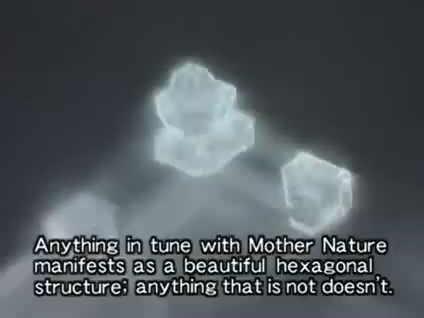 Anything in tune with Mother Nature
manifests as a beautiful hexagonal
structure; anything that is not doesn't.